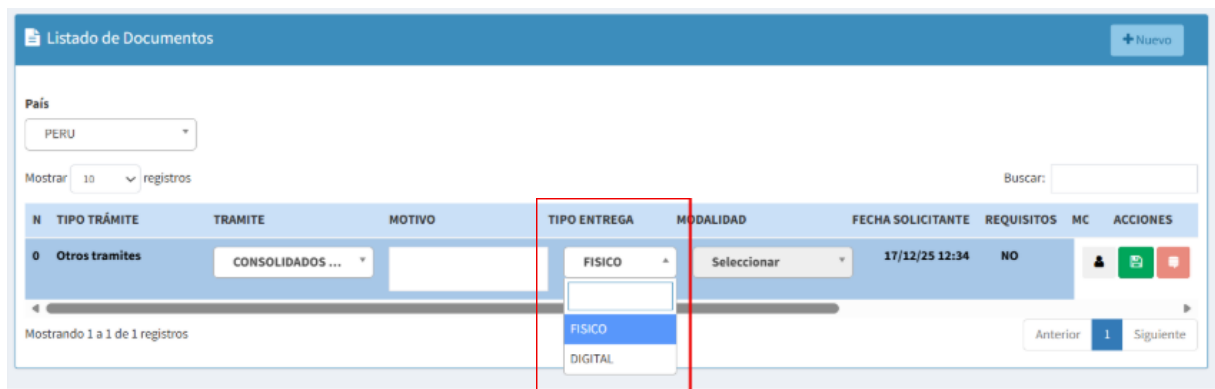 Listado de Documentos
+ Nuevo
País
PERU
Mostrar 10 registros
Buscar:
N TIPO TRÁMITE TRAMITE MOTIVO TIPO ENTREGA MODALIDAD FECHA SOLICITANTE REQUISITOS MC ACCIONES
0 Otros tramites CONSOLIDADOS ... FISICO Seleccionar 17/12/25 12:34 NO
FISICO
DIGITAL
Mostrando 1 a 1 de 1 registros
Anterior 1 Siguiente